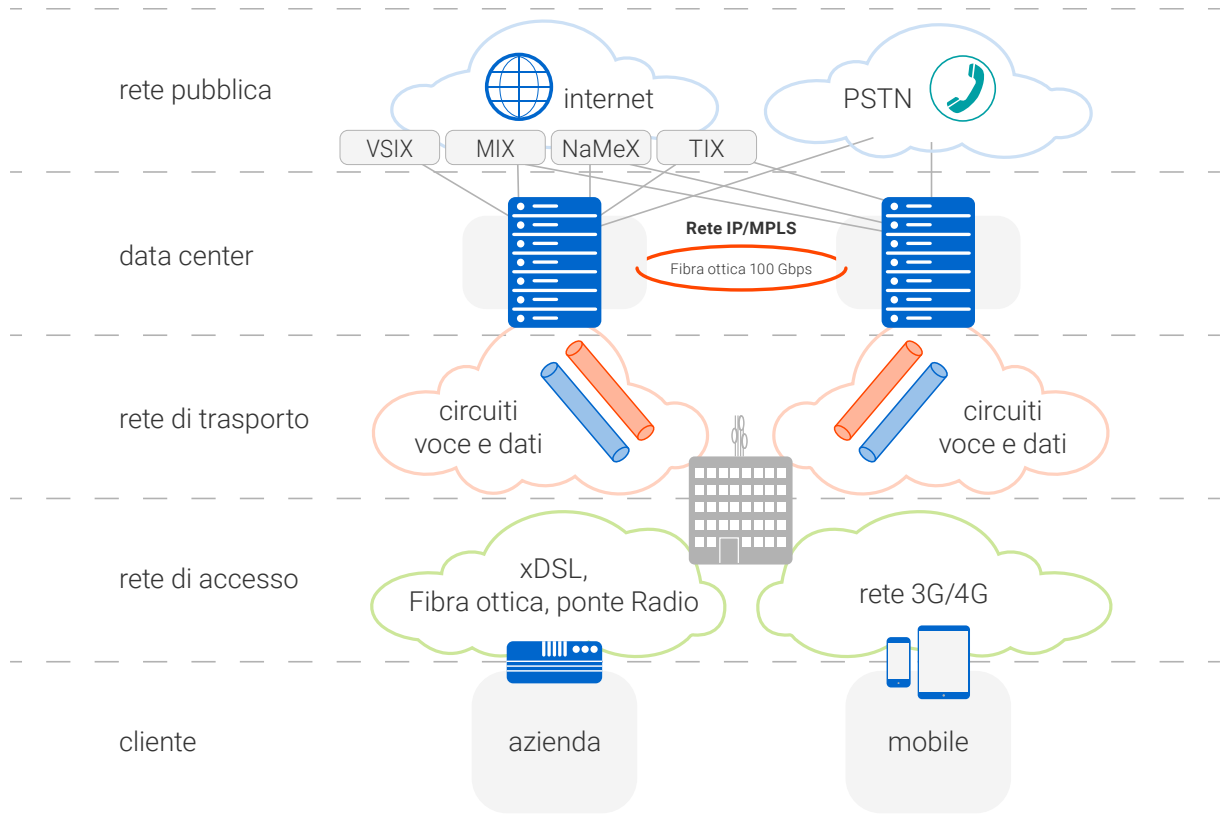 rete pubblica
internet
PSTN
VSIX
MIX
NaMeX
TIX
data center
Rete IP/MPLS
Fibra ottica 100 Gbps
rete di trasporto
circuiti
voce e dati
circuiti
voce e dati
rete di accesso
xDSL,
Fibra ottica, ponte Radio
rete 3G/4G
cliente
azienda
mobile